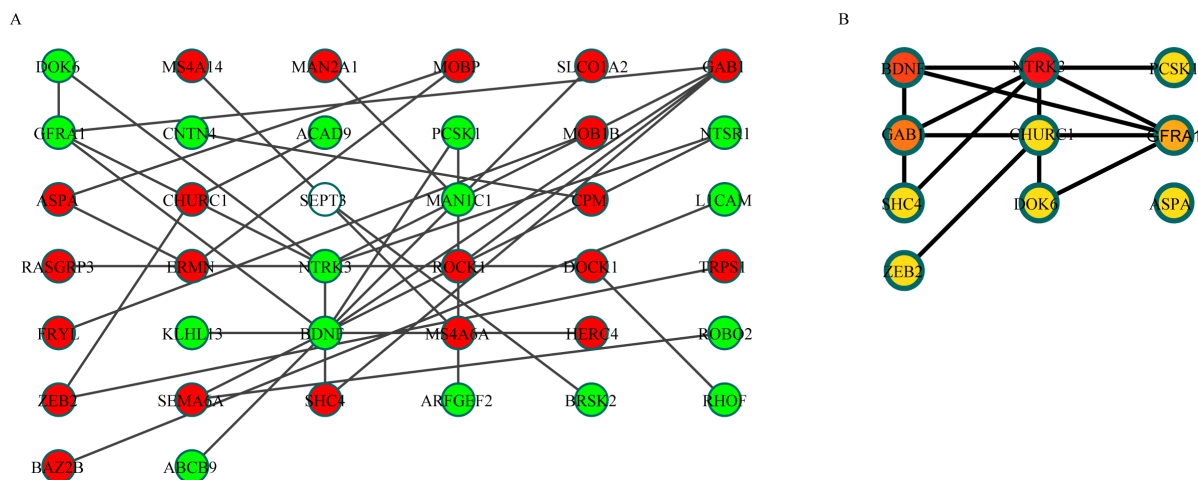 A
DOK6 MS4A14 MAN2A1 MOBP SLCO1A2 GAB1
GFRA1 CNTN4 ACAD9 PCSK1 MOB1B NTSR1
ASPA CHURC1 SEPT3 MAN1C1 CPM L1CAM
RASGRP3 ERMN NTRK3 ROCK1 DOCK1 TRPS1
FRYL KLHL13 BDNF MS4A6A HERC4 ROBO2
ZEB2 SEMA6A SHC4 ARFGEF2 BRSK2 RHOF
BAZ2B ABCB9
B
BDNF NTRK3 PCSK1
GAB1 CHURC1 GFRA1
SHC4 DOK6 ASPA
ZEB2